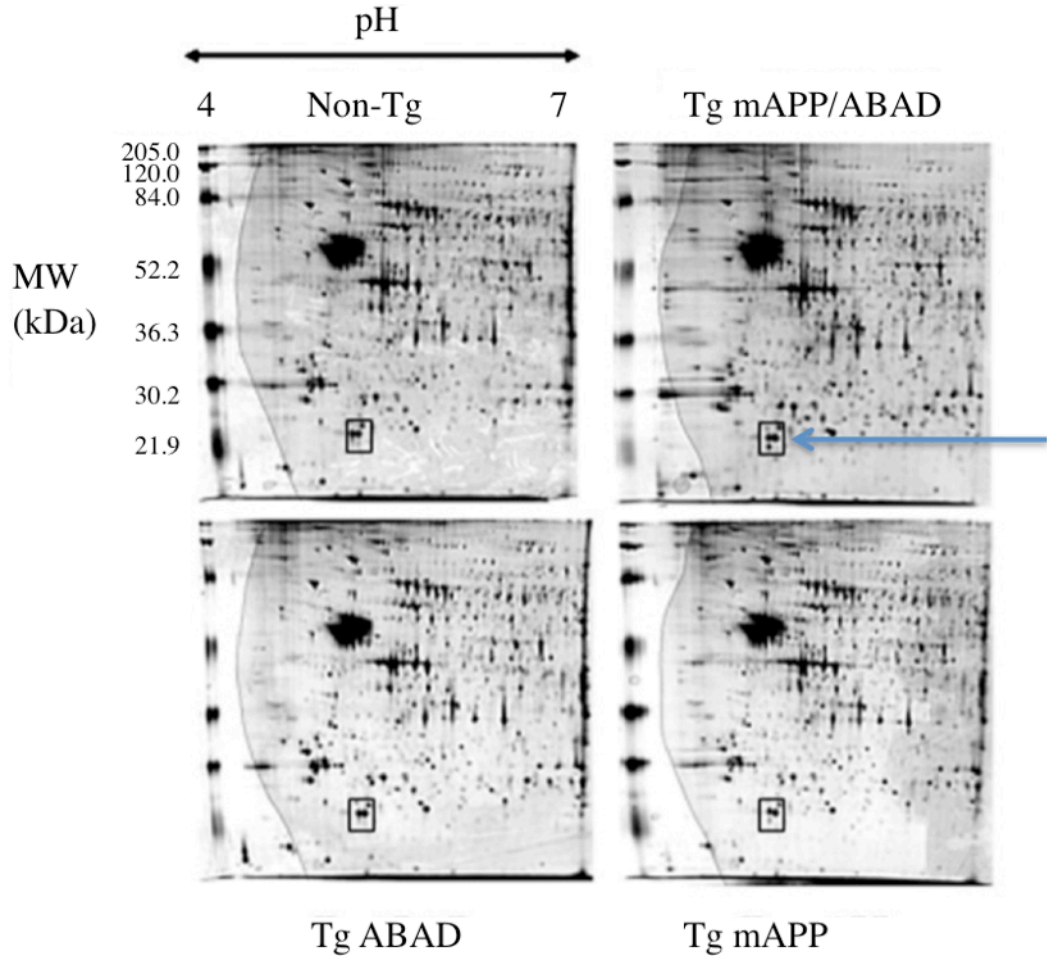 pH
4 Non-Tg 7 Tg mAPP/ABAD
205.0
120.0
84.0
MW
(kDa)
52.2
36.3
30.2
21.9
Tg ABAD Tg mAPP